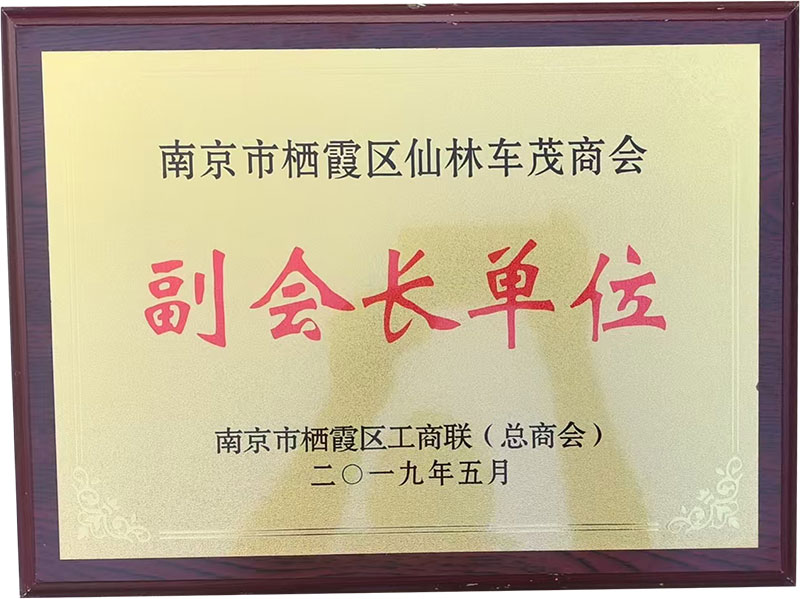 南京市栖霞区仙林车茂商会
副会长单位
南京市栖霞区工商联（总商会）
二〇一九年五月